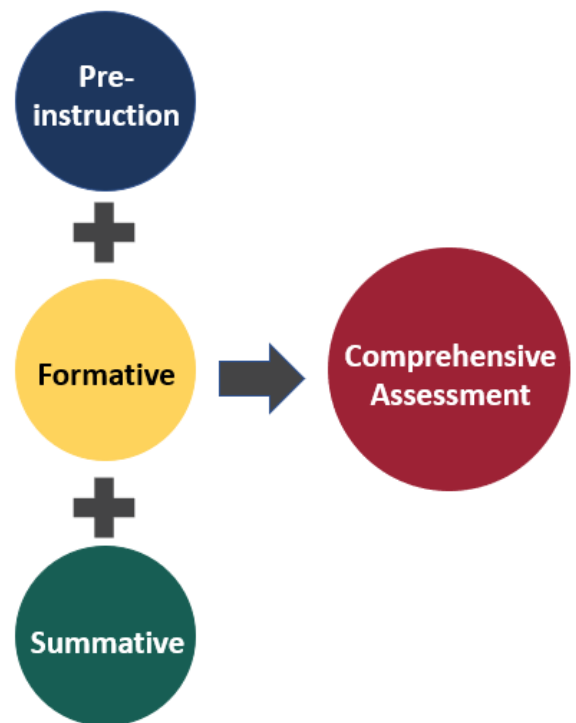 Pre-
instruction
Formative
Comprehensive
Assessment
Summative